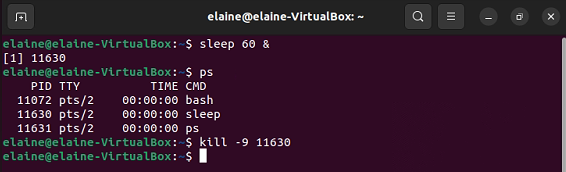 elaine@elaine-VirtualBox: ~
elaine@elaine-VirtualBox:~$ sleep 60 &
[1] 11630
elaine@elaine-VirtualBox:~$ ps
    PID TTY          TIME CMD
  11072 pts/2    00:00:00 bash
  11630 pts/2    00:00:00 sleep
  11631 pts/2    00:00:00 ps
elaine@elaine-VirtualBox:~$ kill -9 11630
elaine@elaine-VirtualBox:~$